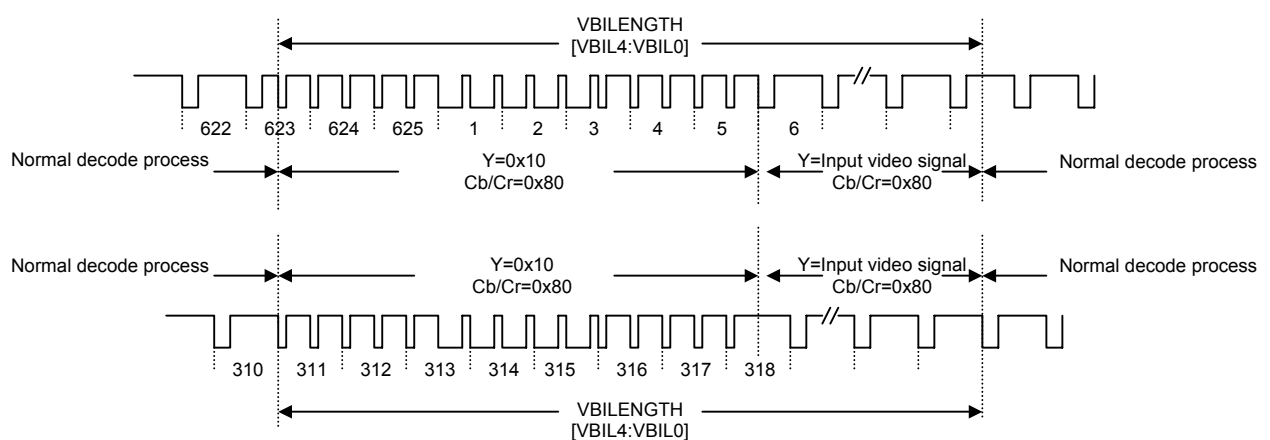 VBILENGTH
[VBIL4:VBIL0]
622 623 624 625 1 2 3 4 5 6
Normal decode process
Y=0x10
Cb/Cr=0x80
Y=Input video signal
Cb/Cr=0x80
Normal decode process
Normal decode process
Y=0x10
Cb/Cr=0x80
Y=Input video signal
Cb/Cr=0x80
Normal decode process
310 311 312 313 314 315 316 317 318
VBILENGTH
[VBIL4:VBIL0]